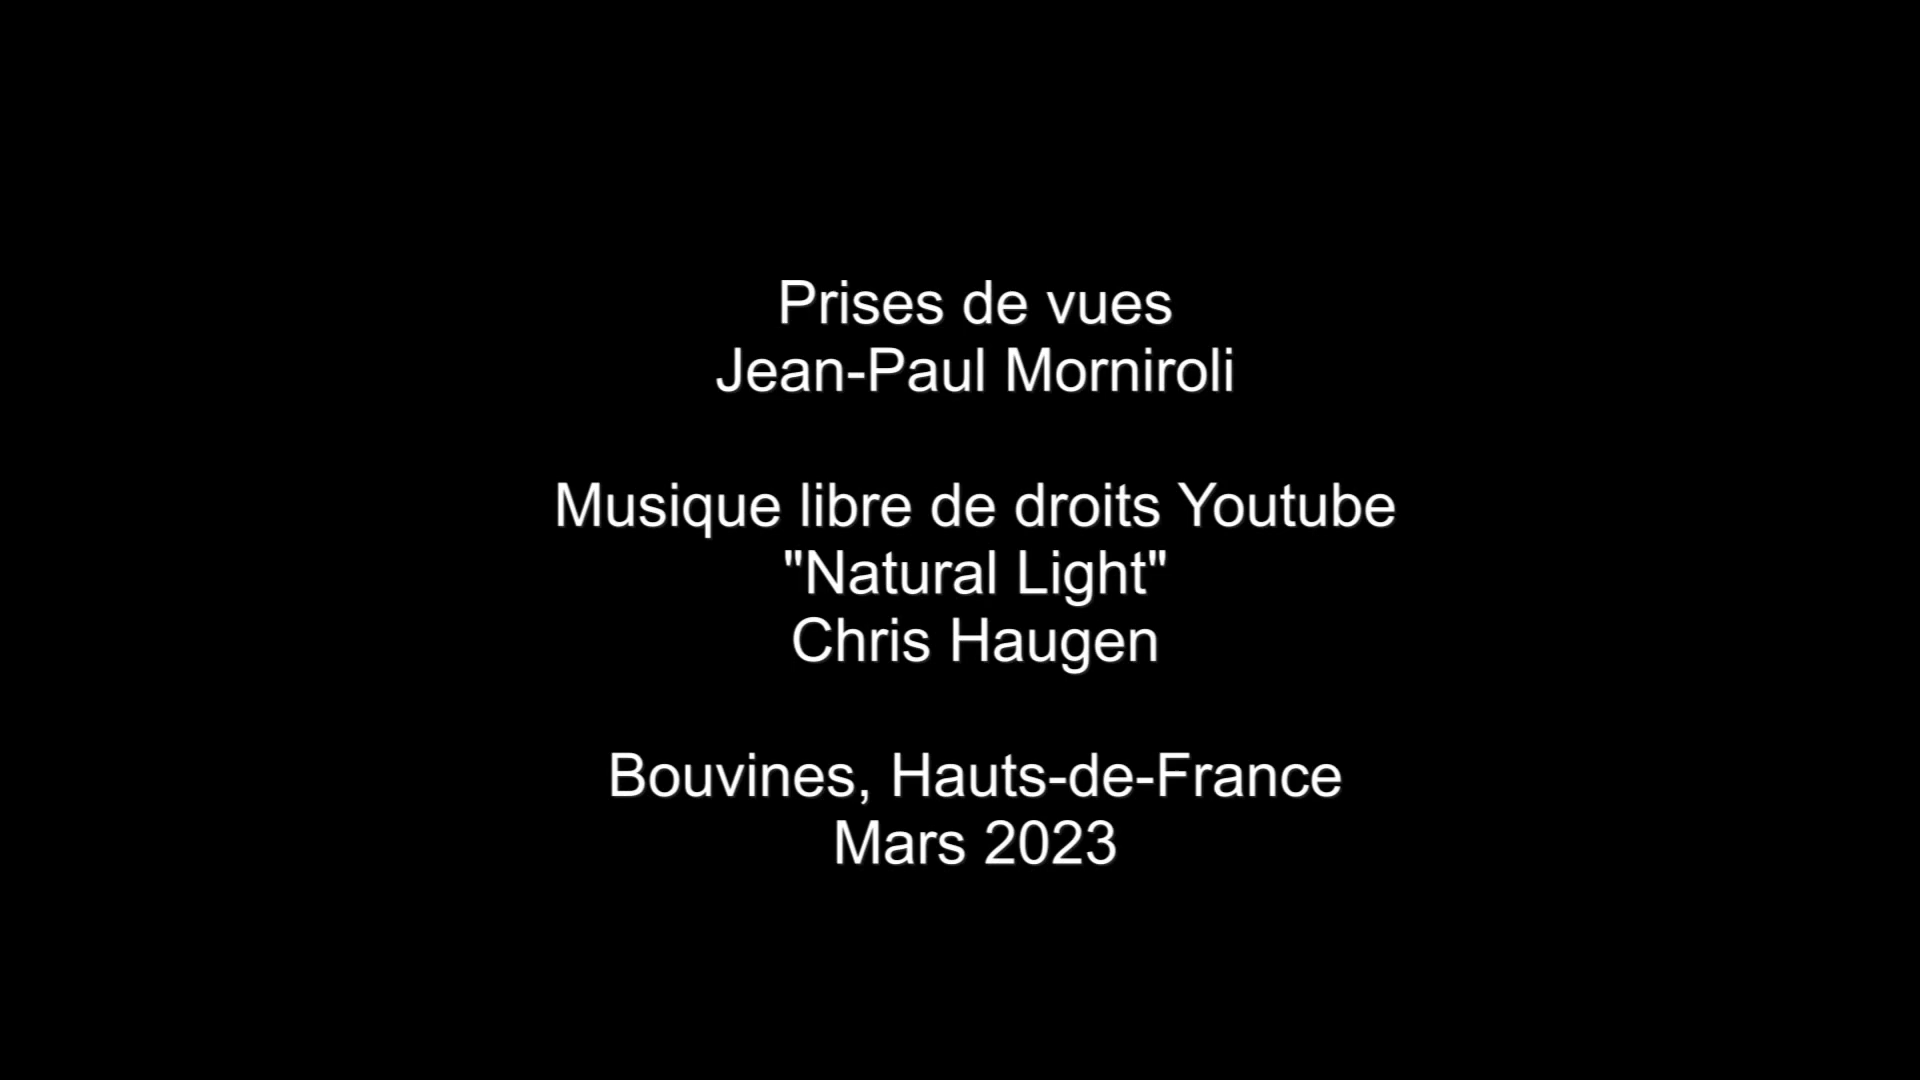 Prises de vues
Jean-Paul Morniroli
Musique libre de droits Youtube
"Natural Light"
Chris Haugen
Bouvines, Hauts-de-France
Mars 2023